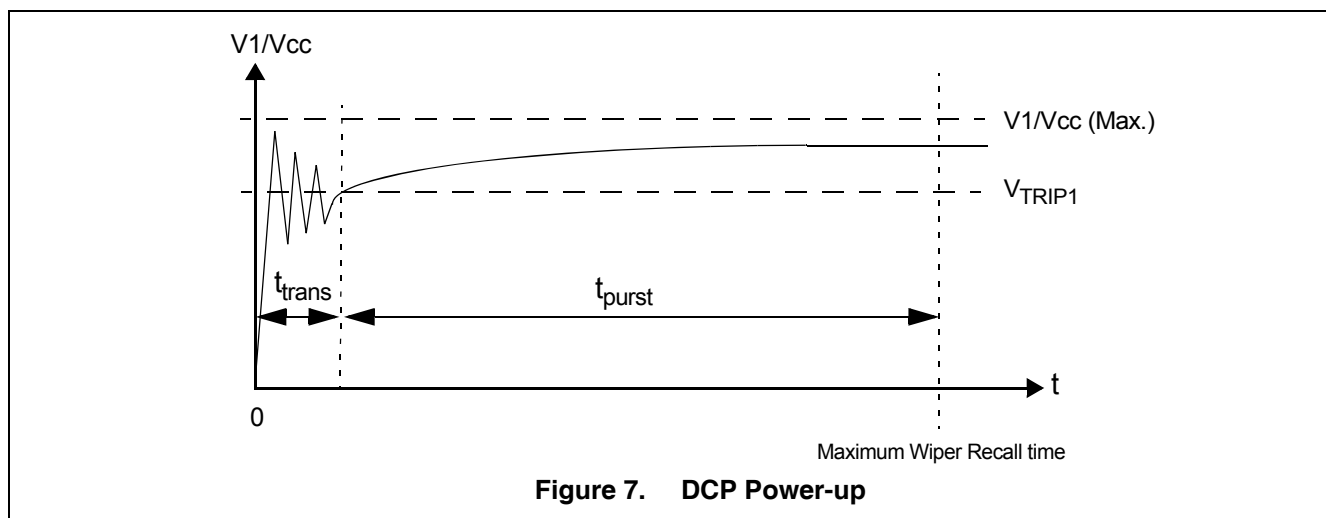 V1/Vcc
V1/Vcc (Max.)
VTRIP1
ttrans
tpurst
t
0
Maximum Wiper Recall time
Figure 7. DCP Power-up